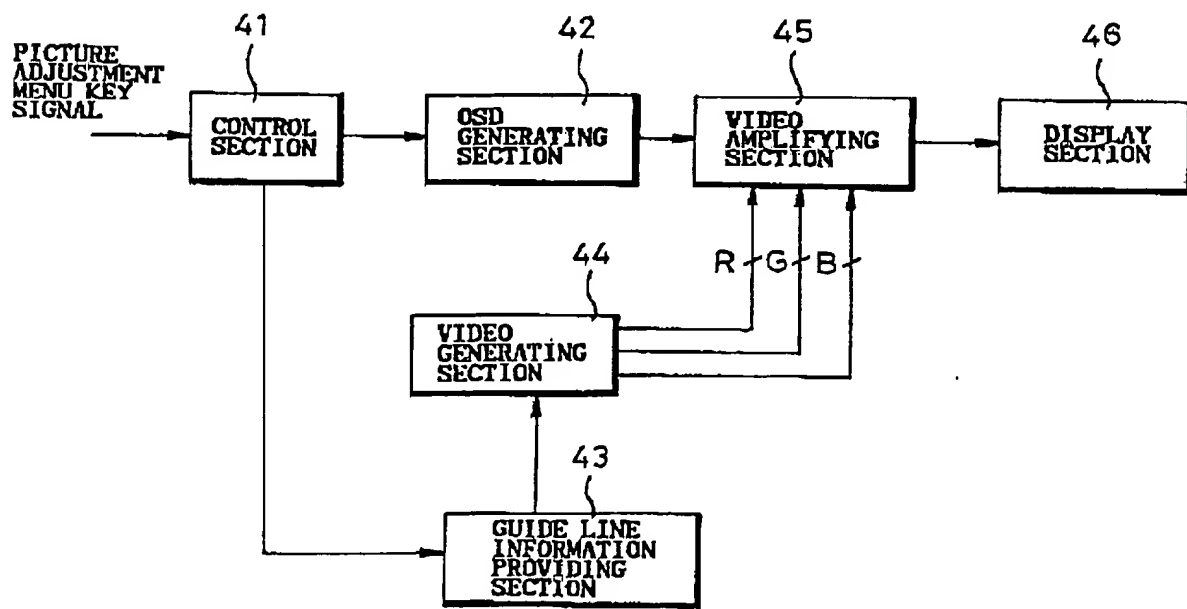 41
42
45
46
PICTURE
ADJUSTMENT
MENU KEY
SIGNAL
CONTROL
SECTION
OSD
GENERATING
SECTION
VIDEO
AMPLIFYING
SECTION
DISPLAY
SECTION
R G B
44
VIDEO
GENERATING
SECTION
43
GUIDE LINE
INFORMATION
PROVIDING
SECTION